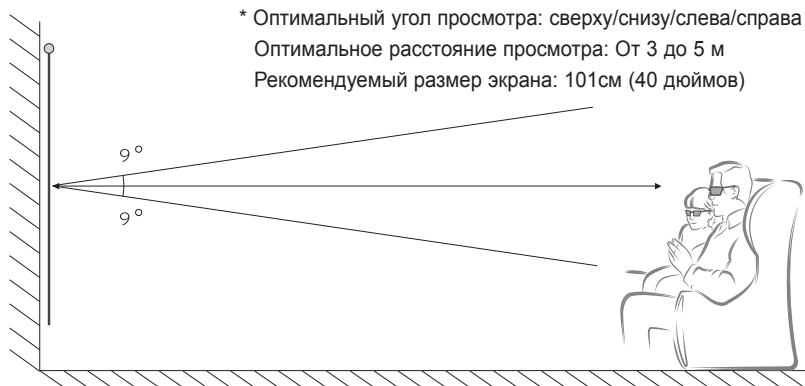 * Оптимальный угол просмотра: сверху/снизу/слева/справа
Оптимальное расстояние просмотра: От 3 до 5 м
Рекомендуемый размер экрана: 101см (40 дюймов)
9°
9°